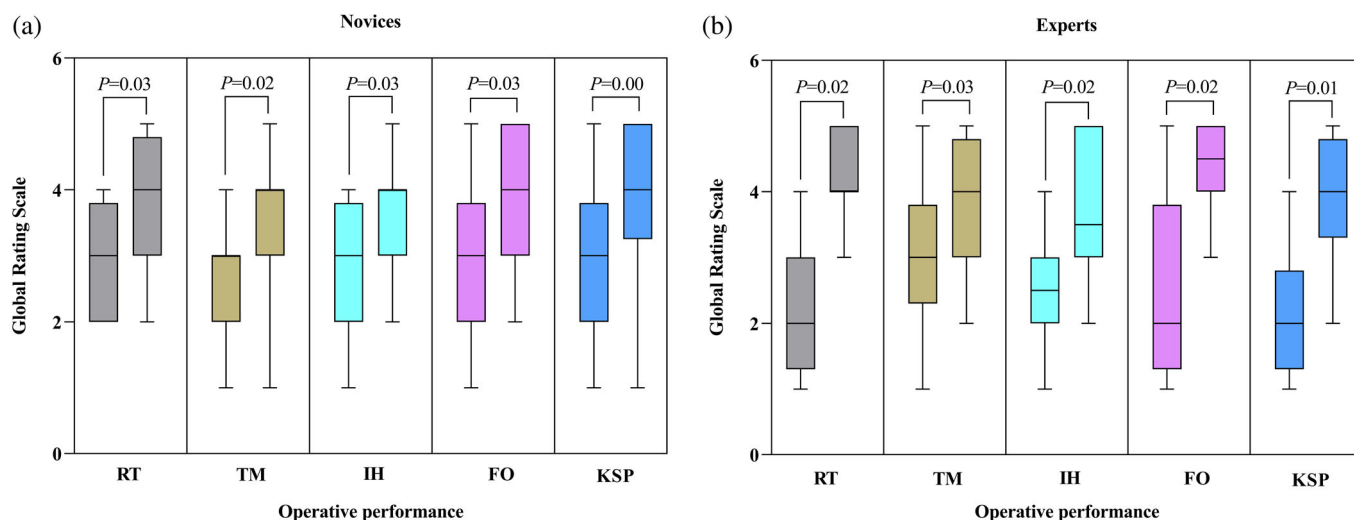 (a)
Novices
Global Rating Scale
6
4
2
0
P=0.03
P=0.02
P=0.03
P=0.03
P=0.00
RT
TM
IH
FO
KSP
Operative performance
(b)
Experts
Global Rating Scale
6
4
2
0
P=0.02
P=0.03
P=0.02
P=0.02
P=0.01
RT
TM
IH
FO
KSP
Operative performance